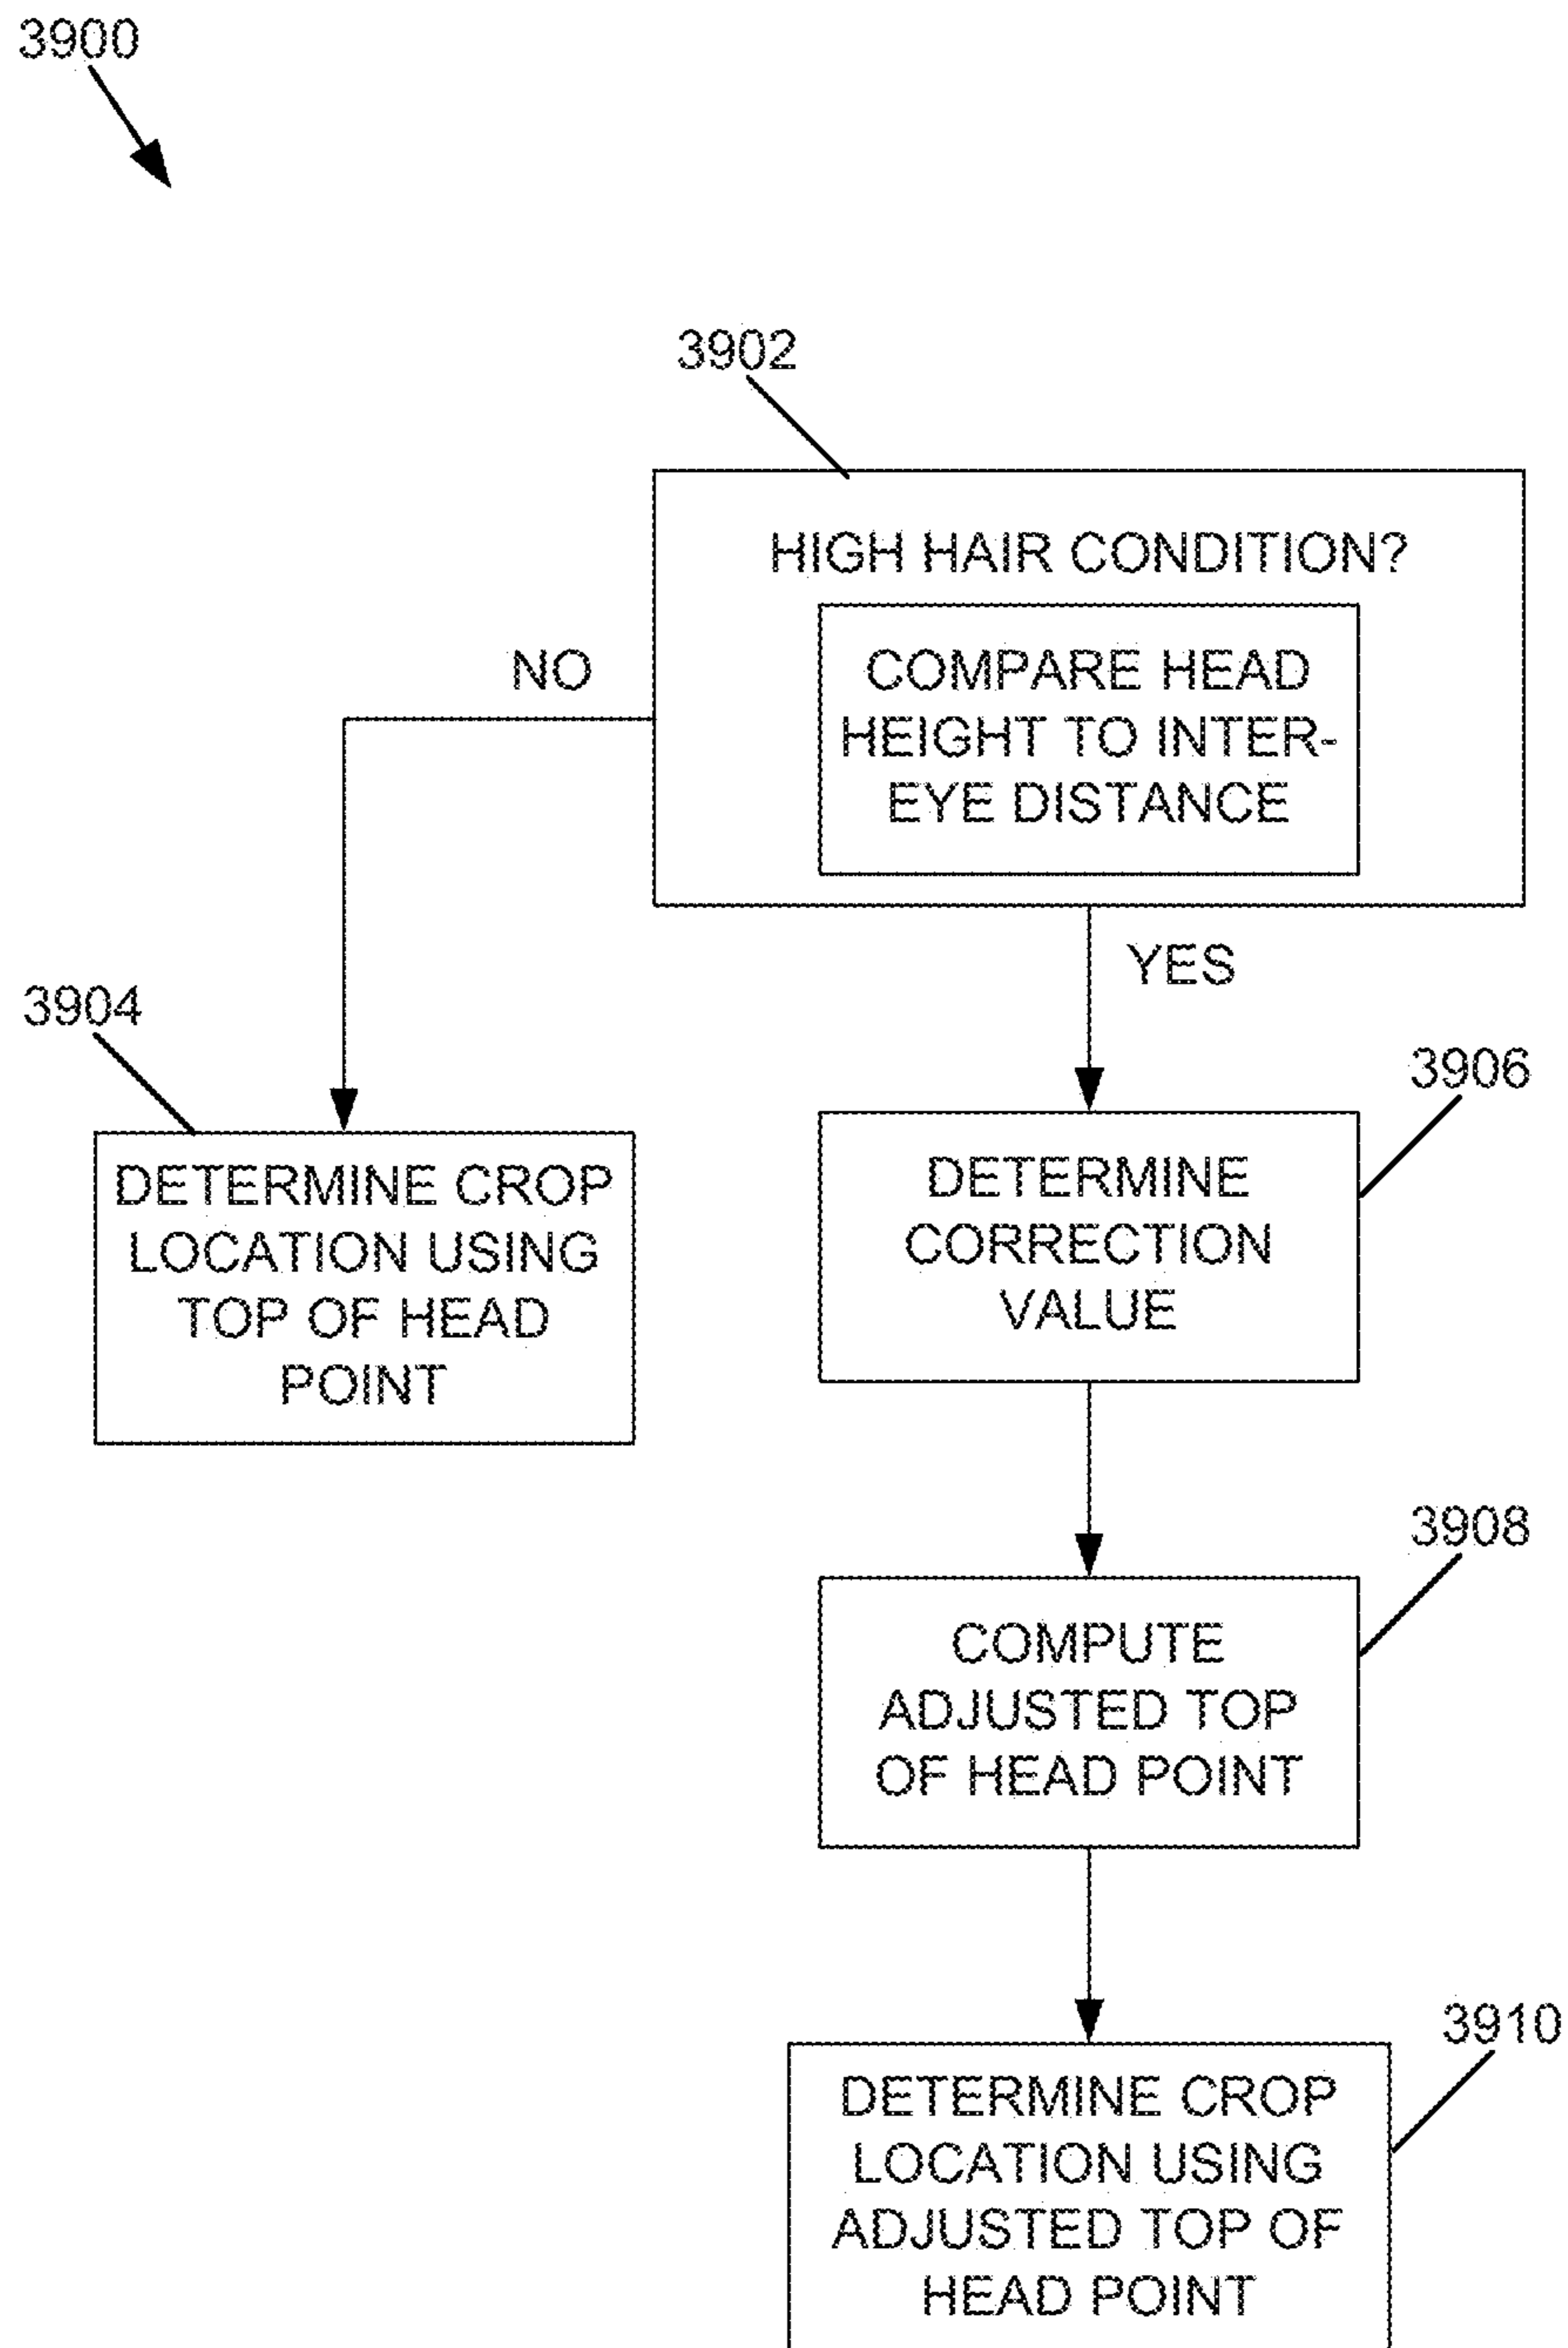 3900
3902
HIGH HAIR CONDITION?
COMPARE HEAD
HEIGHT TO INTER-
EYE DISTANCE
NO
YES
3904
DETERMINE CROP
LOCATION USING
TOP OF HEAD
POINT
3906
DETERMINE
CORRECTION
VALUE
3908
COMPUTE
ADJUSTED TOP
OF HEAD POINT
3910
DETERMINE CROP
LOCATION USING
ADJUSTED TOP OF
HEAD POINT